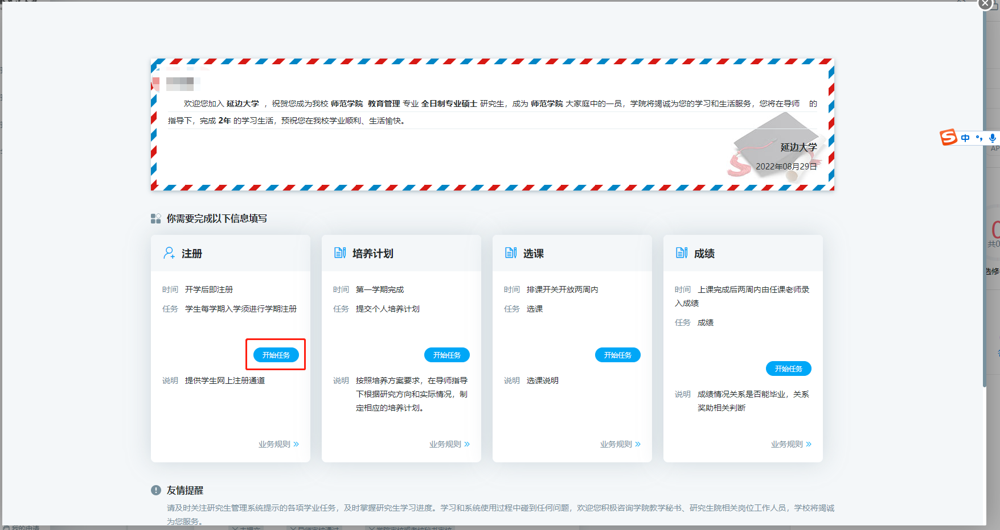 欢迎您加入 延边大学 ，祝贺您成为我校 师范学院 教育管理 专业 全日制专业硕士 研究生，成为 师范学院 大家庭中的一员，学院将竭诚为您的学习和生活服务，您将在导师 的
指导下，完成 2年 的学习生活，预祝您在我校学业顺利、生活愉快。
延边大学
2022年08月29日
中
AP
你需要完成以下信息填写
注册
时间 开学后即注册
任务 学生每学期入学须进行学期注册
开始任务
说明 提供学生网上注册通道
业务规则
培养计划
时间 第一学期完成
任务 提交个人培养计划
开始任务
说明 按照培养方案要求，在导师指导
下根据研究方向和实际情况，制
定相应的培养计划。
业务规则
选课
时间 排课开关开放两周内
任务 选课
开始任务
说明 选课说明
业务规则
成绩
时间 上课完成后两周内由任课老师录
入成绩
任务 成绩
开始任务
说明 成绩情况关系是否能毕业，关系
奖助相关判断
业务规则
共0
选修
友情提醒
请及时关注研究生管理系统提示的各项学业任务，及时掌握研究生学习进度。学习和系统使用过程中碰到任何问题，欢迎您积极咨询学院教学秘书、研究生院相关岗位工作人员，学校将竭诚
为您服务。
我的申请